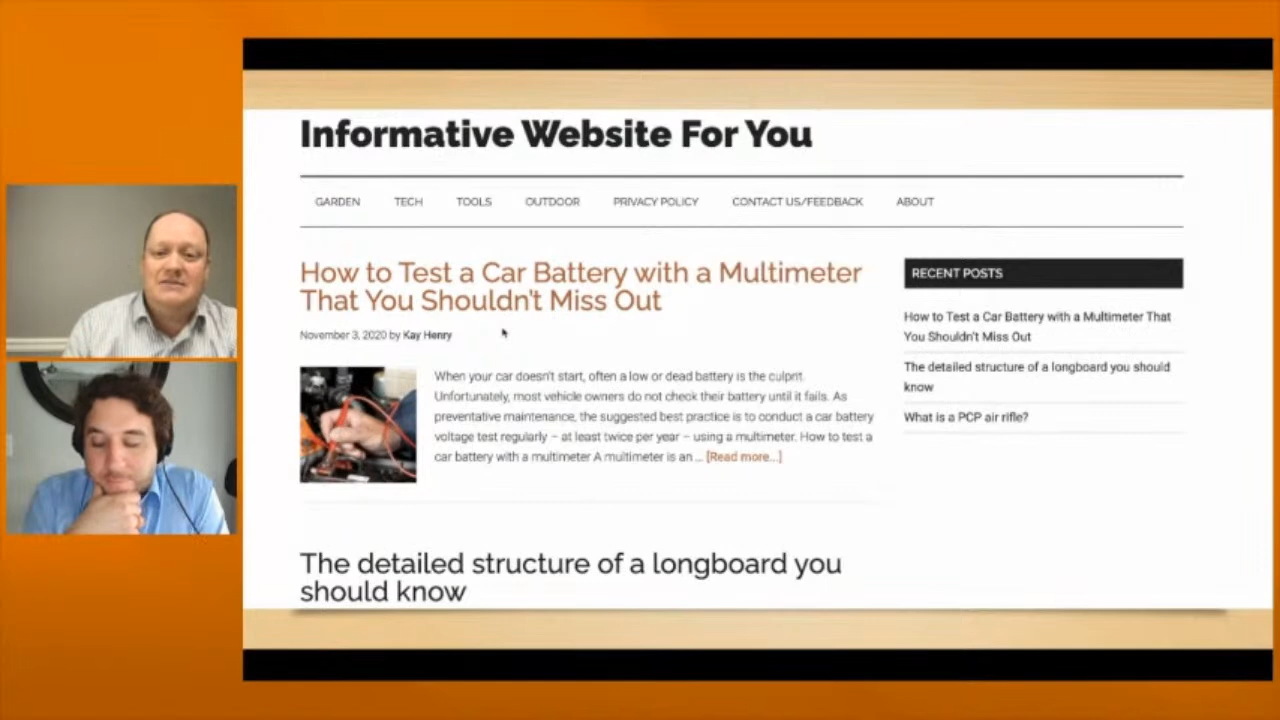 Informative Website For You
GARDEN TECH TOOLS OUTDOOR PRIVACY POLICY CONTACT US/FEEDBACK ABOUT
How to Test a Car Battery with a Multimeter
That You Shouldn't Miss Out
November 3, 2020 by Kay Henry
When your car doesn't start, often a low or dead battery is the culprit.
Unfortunately, most vehicle owners do not check their battery until it fails. As
preventative maintenance, the suggested best practice is to conduct a car battery
voltage test regularly – at least twice per year – using a multimeter. How to test a
car battery with a multimeter A multimeter is an ... [Read more...]
The detailed structure of a longboard you
should know
RECENT POSTS
How to Test a Car Battery with a Multimeter That
You Shouldn't Miss Out
The detailed structure of a longboard you should
know
What is a PCP air rifle?